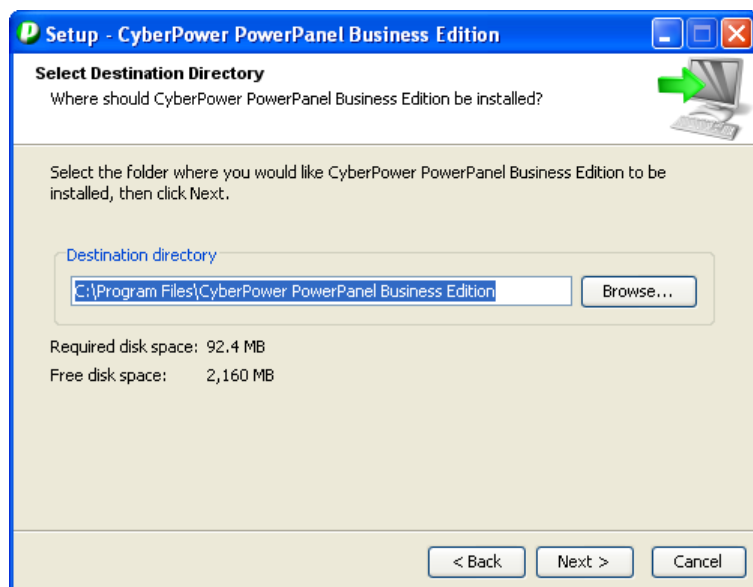 Setup - CyberPower PowerPanel Business Edition
Select Destination Directory
Where should CyberPower PowerPanel Business Edition be installed?
Select the folder where you would like CyberPower PowerPanel Business Edition to be
installed, then click Next.
Destination directory
C:\Program Files\CyberPower PowerPanel Business Edition
Browse...
Required disk space: 92.4 MB
Free disk space: 2,160 MB
< Back Next > Cancel